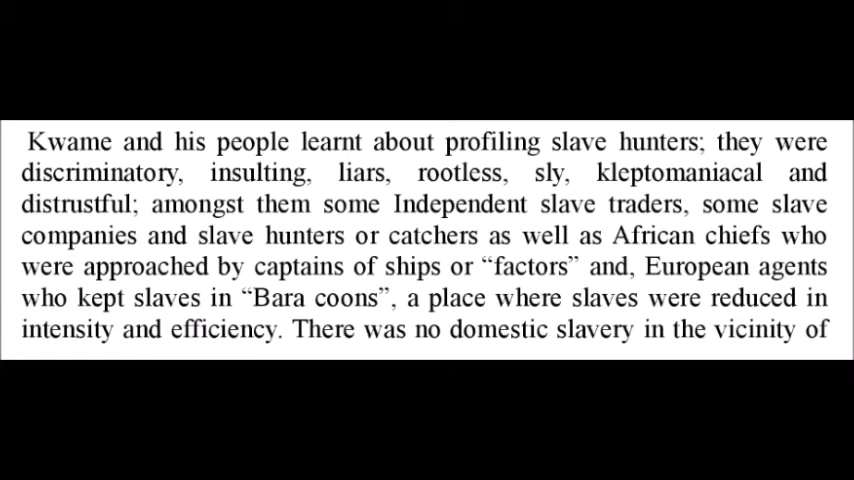 Kwame and his people learnt about profiling slave hunters; they were
discriminatory, insulting, liars, rootless, sly, kleptomaniacal and
distrustful; amongst them some Independent slave traders, some slave
companies and slave hunters or catchers as well as African chiefs who
were approached by captains of ships or “factors” and, European agents
who kept slaves in “Bara coons”, a place where slaves were reduced in
intensity and efficiency. There was no domestic slavery in the vicinity of